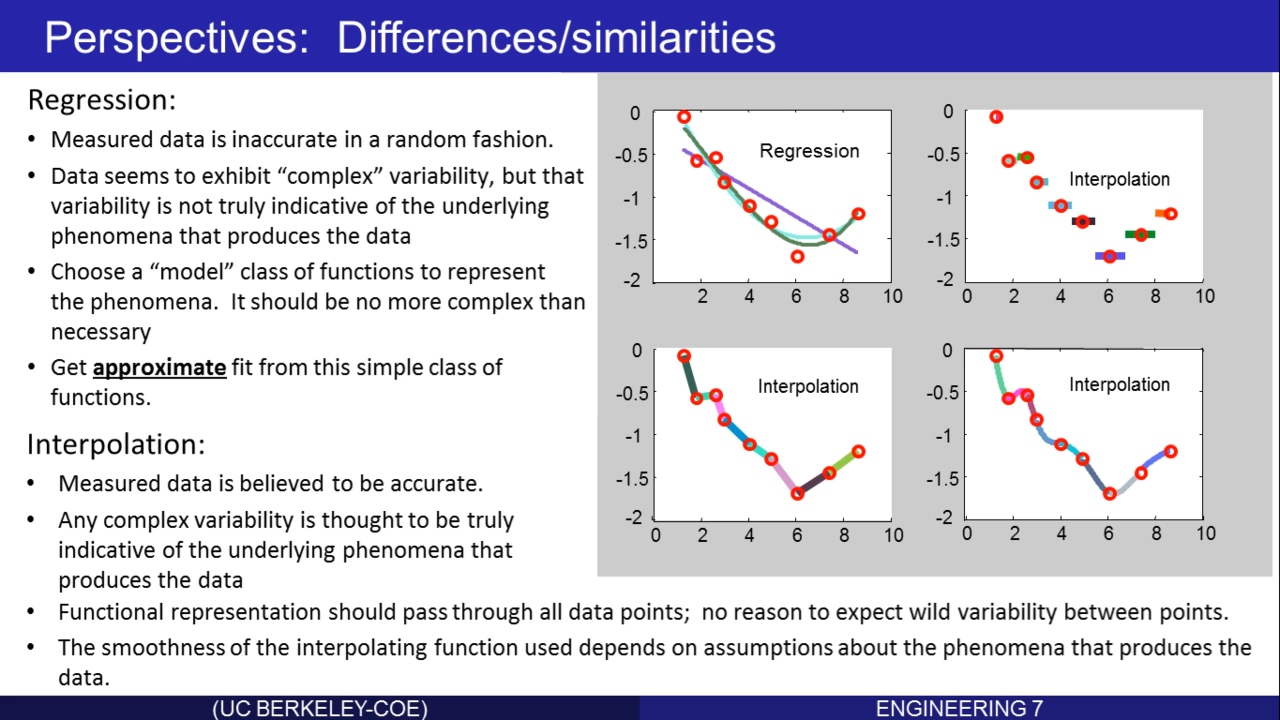 Perspectives: Differences/similarities
Regression:
• Measured data is inaccurate in a random fashion.
• Data seems to exhibit “complex” variability, but that
variability is not truly indicative of the underlying
phenomena that produces the data
• Choose a “model” class of functions to represent
the phenomena. It should be no more complex than
necessary
• Get approximate fit from this simple class of
functions.
Interpolation:
• Measured data is believed to be accurate.
• Any complex variability is thought to be truly
indicative of the underlying phenomena that
produces the data
• Functional representation should pass through all data points; no reason to expect wild variability between points.
• The smoothness of the interpolating function used depends on assumptions about the phenomena that produces the
data.
0
-0.5
-1
-1.5
-2
Regression
2 4 6 8 10
0
-0.5
-1
-1.5
-2
Interpolation
0 2 4 6 8 10
0
-0.5
-1
-1.5
-2
Interpolation
0 2 4 6 8 10
0
-0.5
-1
-1.5
-2
Interpolation
0 2 4 6 8 10
(UC BERKELEY-COE)
ENGINEERING 7